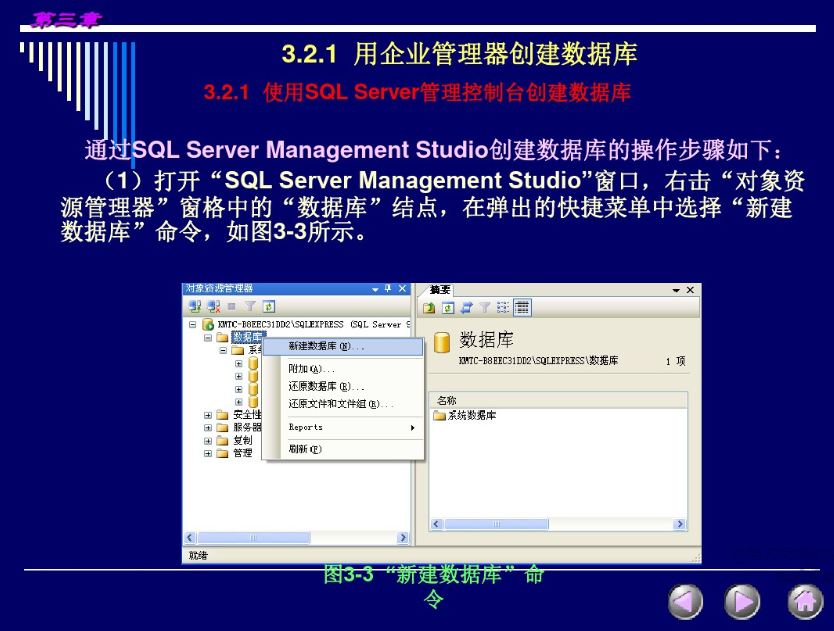 第三章
3.2.1 用企业管理器创建数据库
3.2.1 使用SQL Server管理控制台创建数据库
通过SQL Server Management Studio创建数据库的操作步骤如下：
（1）打开“SQL Server Management Studio”窗口，右击“对象资
源管理器”窗格中的“数据库”结点，在弹出的快捷菜单中选择“新建
数据库”命令，如图3-3所示。
对象资源管理器
XMTC-B8EEC31DD2\SQLEXPRESS (SQL Server 9
数据库
系统
新建数据库(N)...
附加(A)...
还原数据库(R)...
还原文件和文件组(R)...
Reports
刷新(F)
安全性
服务器
复制
管理
摘要
数据库
XMTC-B8EEC31DD2\SQLEXPRESS\数据库 1 项
名称
系统数据库
就绪
图3-3 “新建数据库”命
令